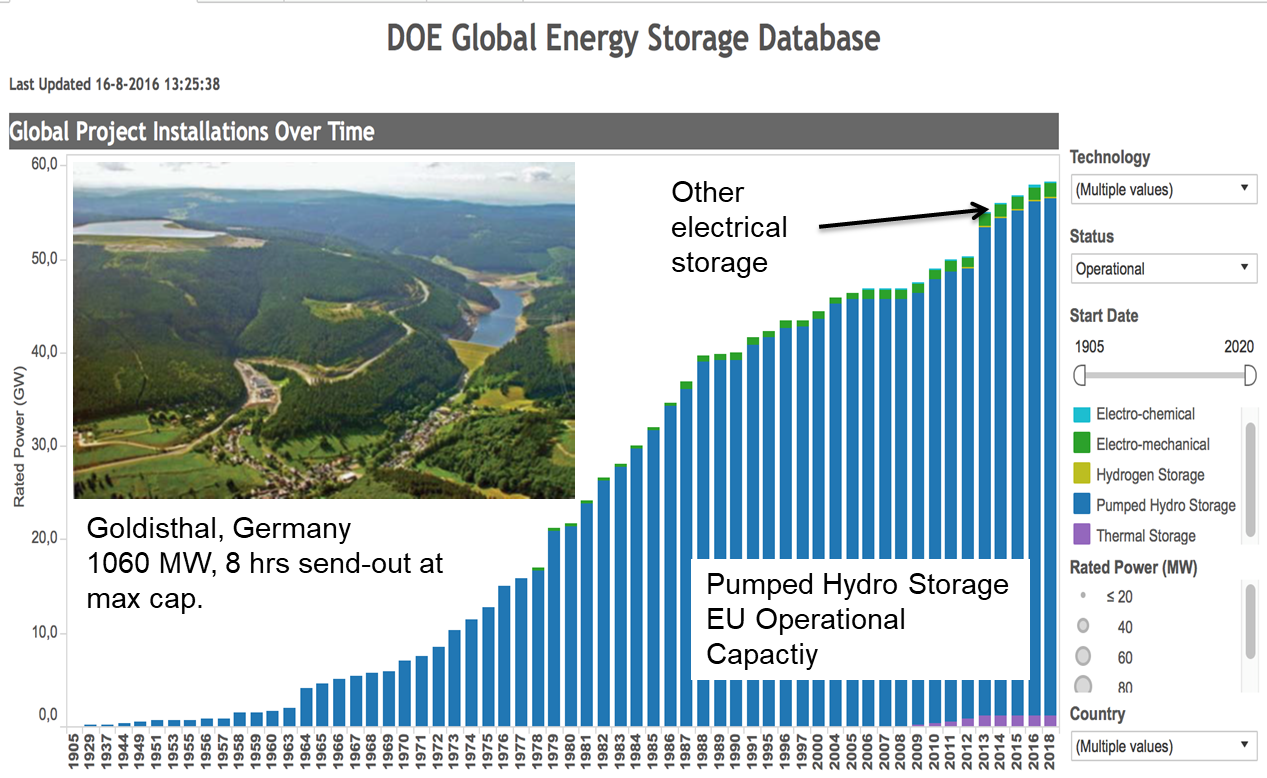 DOE Global Energy Storage Database
Last Updated 16-8-2016 13:25:38
Global Project Installations Over Time
60,0
50,0
40,0
30,0
20,0
10,0
0,0
Rated Power (GW)
Other
electrical
storage
Goldisthal, Germany
1060 MW, 8 hrs send-out at
max cap.
Pumped Hydro Storage
EU Operational
Capactiy
1905 1929 1937 1944 1949 1951 1953 1955 1956 1957 1958 1959 1960 1963 1964 1965 1966 1967 1968 1969 1970 1971 1972 1973 1974 1975 1976 1977 1978 1979 1980 1981 1982 1983 1984 1985 1986 1987 1988 1989 1990 1991 1995 1996 1997 2000 2004 2005 2006 2007 2008 2009 2010 2011 2012 2013 2014 2015 2016 2018
Technology
(Multiple values)
Status
Operational
Start Date
1905 2020
Electro-chemical
Electro-mechanical
Hydrogen Storage
Pumped Hydro Storage
Thermal Storage
Rated Power (MW)
≤ 20
40
60
80
Country
(Multiple values)